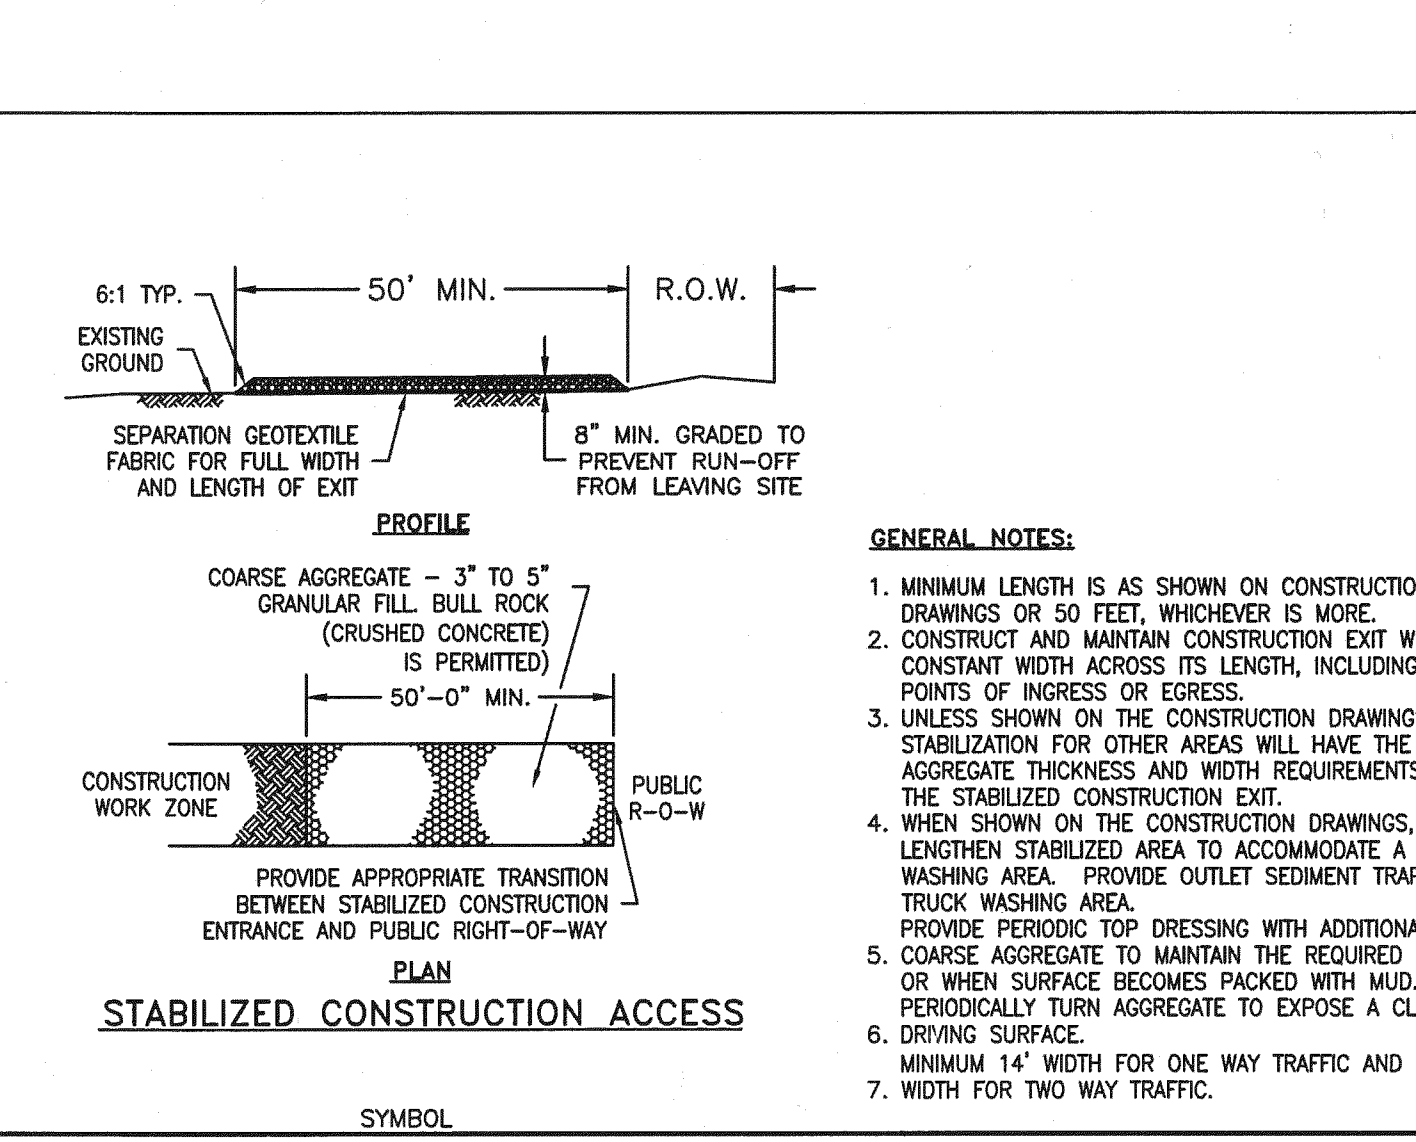 6:1 TYP.
50' MIN.
R.O.W.
EXISTING
GROUND
SEPARATION GEOTEXTILE
FABRIC FOR FULL WIDTH
AND LENGTH OF EXIT
8" MIN. GRADED TO
PREVENT RUN-OFF
FROM LEAVING SITE
PROFILE
COARSE AGGREGATE - 3" TO 5"
GRANULAR FILL. BULL ROCK
(CRUSHED CONCRETE)
IS PERMITTED)
50'-0" MIN.
CONSTRUCTION
WORK ZONE
PUBLIC
R-O-W
PROVIDE APPROPRIATE TRANSITION
BETWEEN STABILIZED CONSTRUCTION
ENTRANCE AND PUBLIC RIGHT-OF-WAY
PLAN
STABILIZED CONSTRUCTION ACCESS
SYMBOL
GENERAL NOTES:
1. MINIMUM LENGTH IS AS SHOWN ON CONSTRUCTIO
DRAWINGS OR 50 FEET, WHICHEVER IS MORE.
2. CONSTRUCT AND MAINTAIN CONSTRUCTION EXIT W
CONSTANT WIDTH ACROSS ITS LENGTH, INCLUDING
POINTS OF INGRESS OR EGRESS.
3. UNLESS SHOWN ON THE CONSTRUCTION DRAWING
STABILIZATION FOR OTHER AREAS WILL HAVE THE
AGGREGATE THICKNESS AND WIDTH REQUIREMENTS
THE STABILIZED CONSTRUCTION EXIT.
4. WHEN SHOWN ON THE CONSTRUCTION DRAWINGS,
LENGTHEN STABILIZED AREA TO ACCOMMODATE A
WASHING AREA. PROVIDE OUTLET SEDIMENT TRAP
TRUCK WASHING AREA.
PROVIDE PERIODIC TOP DRESSING WITH ADDITIONA
5. COARSE AGGREGATE TO MAINTAIN THE REQUIRED
OR WHEN SURFACE BECOMES PACKED WITH MUD.
PERIODICALLY TURN AGGREGATE TO EXPOSE A CL
6. DRIVING SURFACE.
MINIMUM 14' WIDTH FOR ONE WAY TRAFFIC AND
7. WIDTH FOR TWO WAY TRAFFIC.